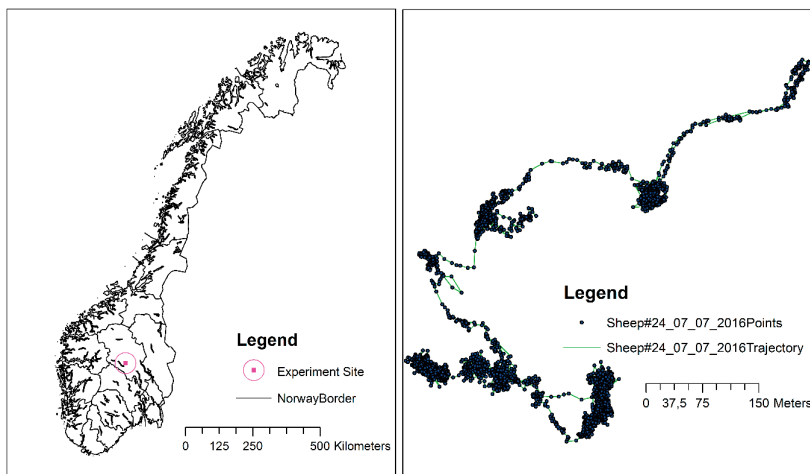 Legend
Experiment Site
NorwayBorder
0 125 250 500 Kilometers
Legend
Sheep#24_07_07_2016Points
Sheep#24_07_07_2016Trajectory
0 37,5 75 150 Meters